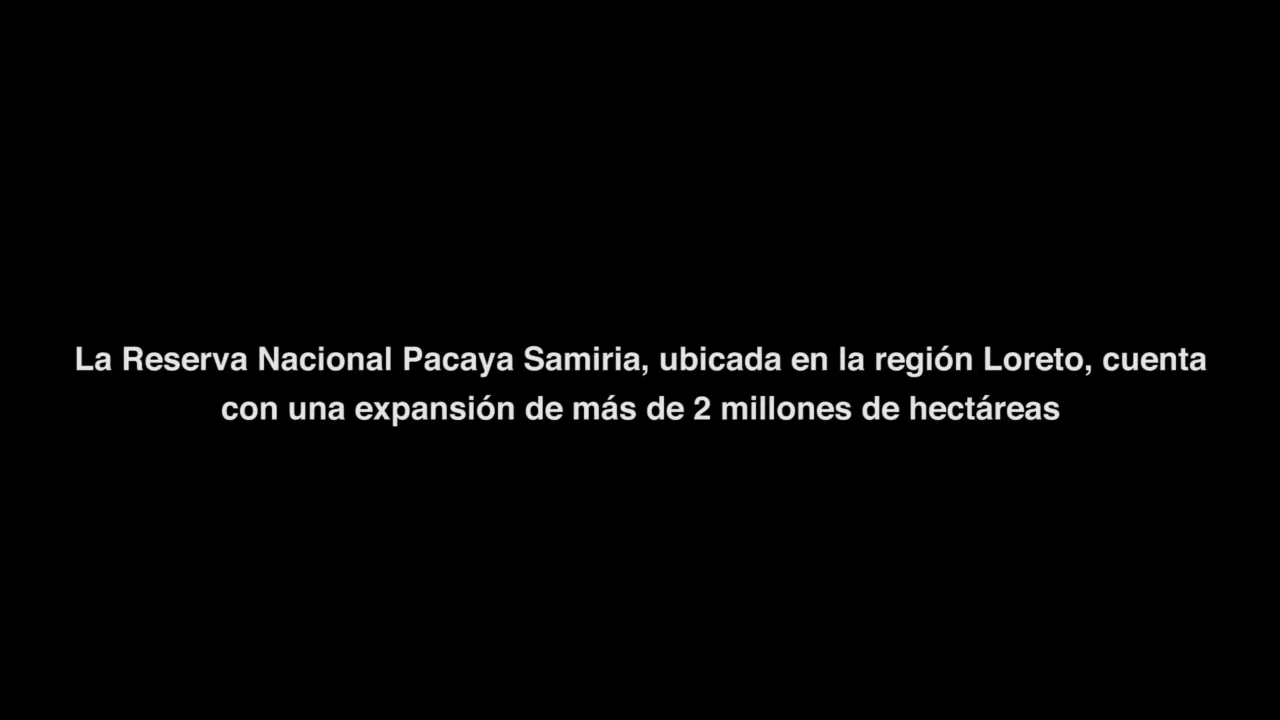 La Reserva Nacional Pacaya Samiria, ubicada en la región Loreto, cuenta
con una expansión de más de 2 millones de hectáreas